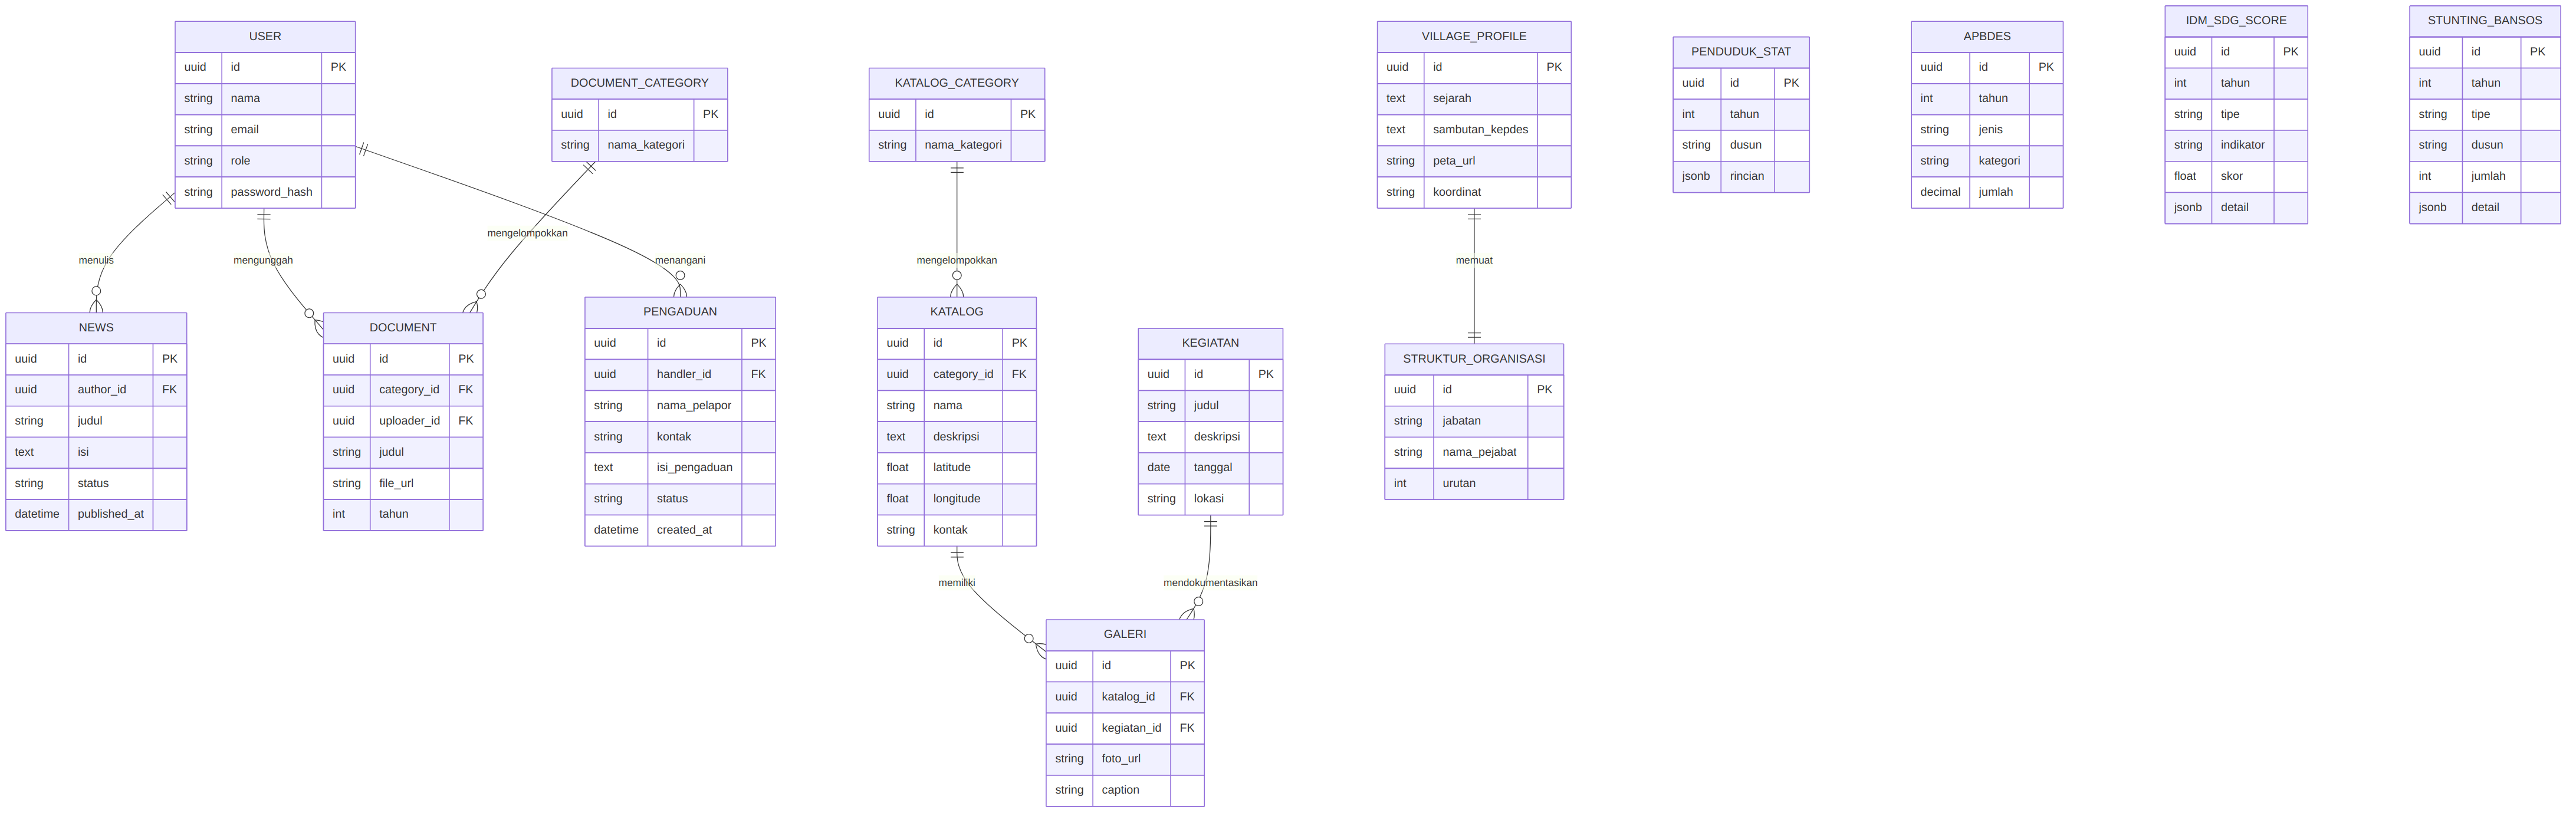 USER
uuid id PK
string nama
string email
string role
string password_hash
DOCUMENT_CATEGORY
uuid id PK
string nama_kategori
KATALOG_CATEGORY
uuid id PK
string nama_kategori
VILLAGE_PROFILE
uuid id PK
text sejarah
text sambutan_kepdes
string peta_url
string koordinat
PENDUDUK_STAT
uuid id PK
int tahun
string dusun
jsonb rincian
APBDES
uuid id PK
int tahun
string jenis
string kategori
decimal jumlah
IDM_SDG_SCORE
uuid id PK
int tahun
string tipe
string indikator
float skor
jsonb detail
STUNTING_BANSOS
uuid id PK
int tahun
string tipe
string dusun
int jumlah
jsonb detail
menulis
mengunggah
mengelompokkan
menangani
mengelompokkan
memuat
NEWS
uuid id PK
uuid author_id FK
string judul
text isi
string status
datetime published_at
DOCUMENT
uuid id PK
uuid category_id FK
uuid uploader_id FK
string judul
string file_url
int tahun
PENGADUAN
uuid id PK
uuid handler_id FK
string nama_pelapor
string kontak
text isi_pengaduan
string status
datetime created_at
KATALOG
uuid id PK
uuid category_id FK
string nama
text deskripsi
float latitude
float longitude
string kontak
KEGIATAN
uuid id PK
string judul
text deskripsi
date tanggal
string lokasi
STRUKTUR_ORGANISASI
uuid id PK
string jabatan
string nama_pejabat
int urutan
memiliki
mendokumentasikan
GALERI
uuid id PK
uuid katalog_id FK
uuid kegiatan_id FK
string foto_url
string caption